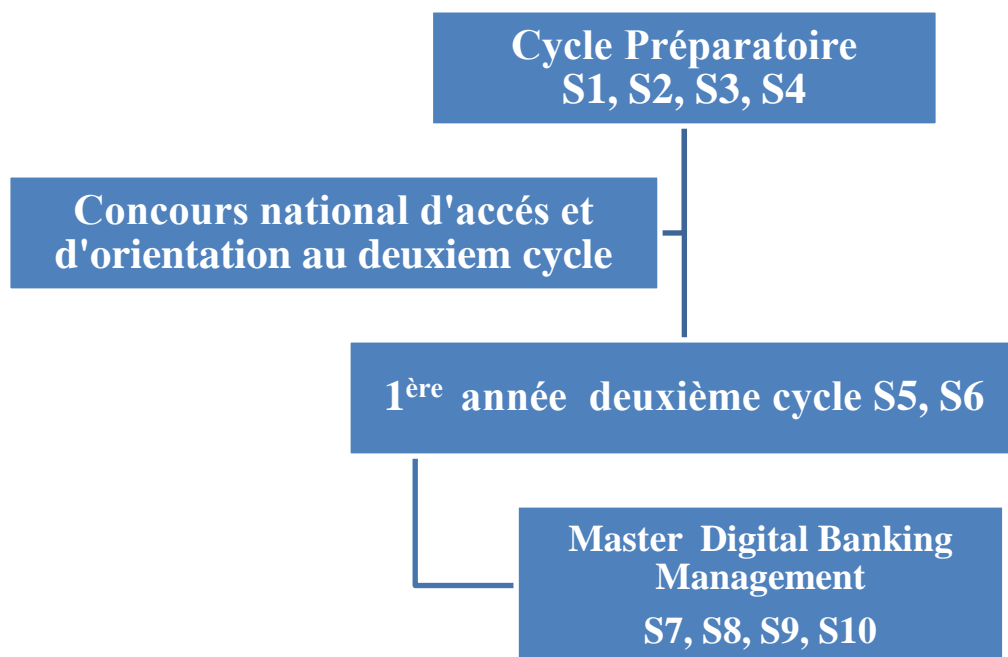 Cycle Préparatoire
S1, S2, S3, S4
Concours national d'accés et
d'orientation au deuxiem cycle
1ère année deuxième cycle S5, S6
Master Digital Banking
Management
S7, S8, S9, S10